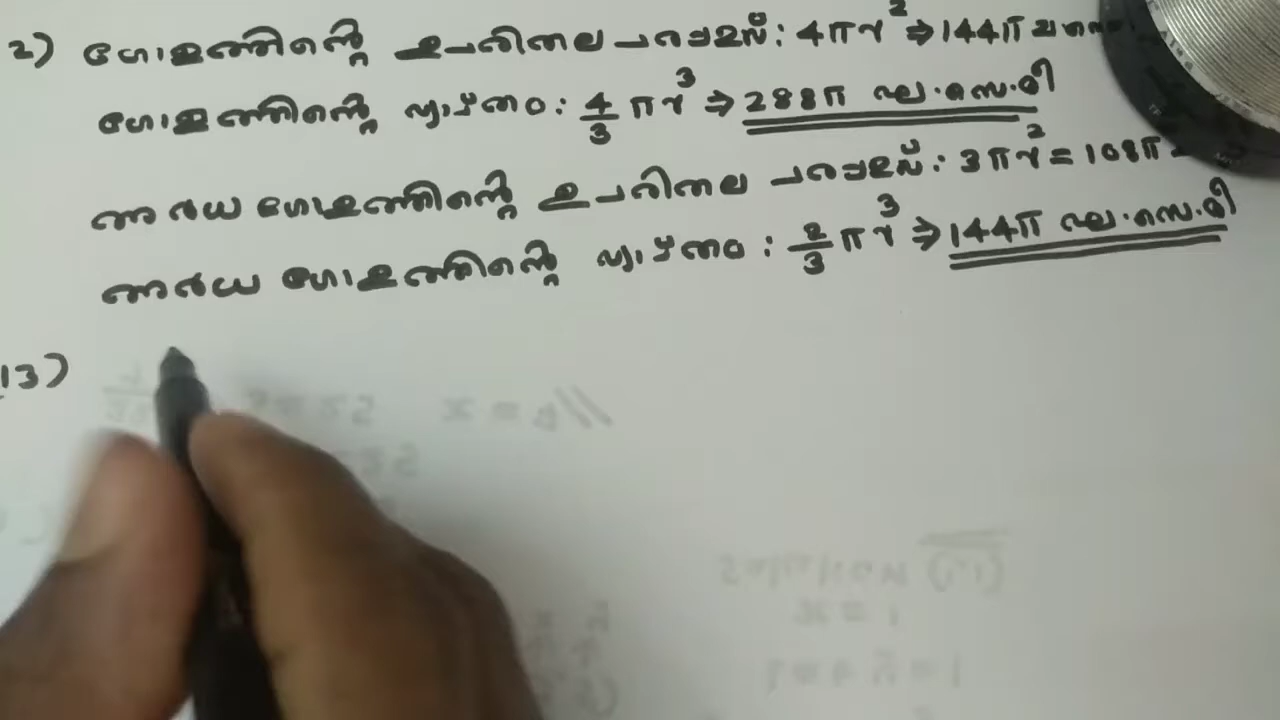 2) ഗോളത്തിന്റെ ഉപരിതല പരപ്പളവ്: 4πr² ⇒ 144π
ഗോളത്തിന്റെ വ്യാപ്തം: 4/3 πr³ ⇒ 288π ഘ.സെ.മീ
അർധ ഗോളത്തിന്റെ ഉപരിതല പരപ്പളവ്: 3πr² = 108π
അർധ ഗോളത്തിന്റെ വ്യാപ്തം: 2/3 πr³ ⇒ 144π ഘ.സെ.മീ
13)